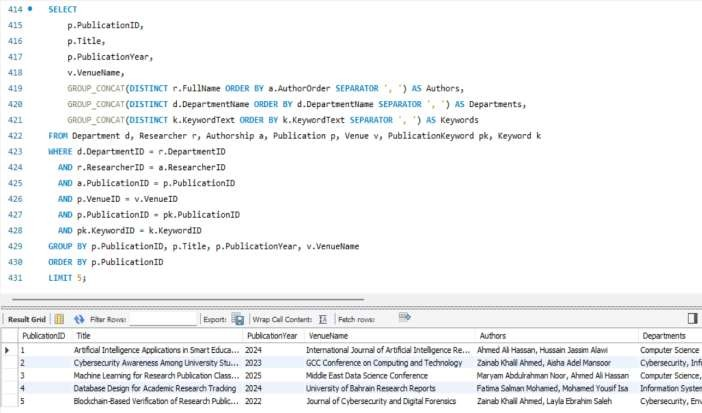 414 SELECT
415 p.PublicationID,
416 p.Title,
417 p.PublicationYear,
418 v.VenueName,
419 GROUP_CONCAT(DISTINCT r.FullName ORDER BY a.AuthorOrder SEPARATOR ', ') AS Authors,
420 GROUP_CONCAT(DISTINCT d.DepartmentName ORDER BY d.DepartmentName SEPARATOR ', ') AS Departments,
421 GROUP_CONCAT(DISTINCT k.KeywordText ORDER BY k.KeywordText SEPARATOR ', ') AS Keywords
422 FROM Department d, Researcher r, Authorship a, Publication p, Venue v, PublicationKeyword pk, Keyword k
423 WHERE d.DepartmentID = r.DepartmentID
424 AND r.ResearcherID = a.ResearcherID
425 AND a.PublicationID = p.PublicationID
426 AND p.VenueID = v.VenueID
427 AND p.PublicationID = pk.PublicationID
428 AND pk.KeywordID = k.KeywordID
429 GROUP BY p.PublicationID, p.Title, p.PublicationYear, v.VenueName
430 ORDER BY p.PublicationID
431 LIMIT 5;
Result Grid Filter Rows: Export: Wrap Cell Content: Fetch rows:
PublicationID Title PublicationYear VenueName Authors Departments
1 Artificial Intelligence Applications in Smart Educa... 2024 International Journal of Artificial Intelligence Re... Ahmed Ali Hassan, Hussain Jassim Alawi Computer Science
2 Cybersecurity Awareness Among University Stu... 2023 GCC Conference on Computing and Technology Zainab Khalil Ahmed, Aisha Adel Mansoor Cybersecurity, Inf
3 Machine Learning for Research Publication Class... 2025 Middle East Data Science Conference Maryam Abdulrahman Noor, Ahmed Ali Hassan Computer Science,
4 Database Design for Academic Research Tracking 2024 University of Bahrain Research Reports Fatima Salman Mohamed, Mohamed Yousif Isa Information System
5 Blockchain-Based Verification of Research Public... 2022 Journal of Cybersecurity and Digital Forensics Zainab Khalil Ahmed, Layla Ebrahim Saleh Cybersecurity, Env